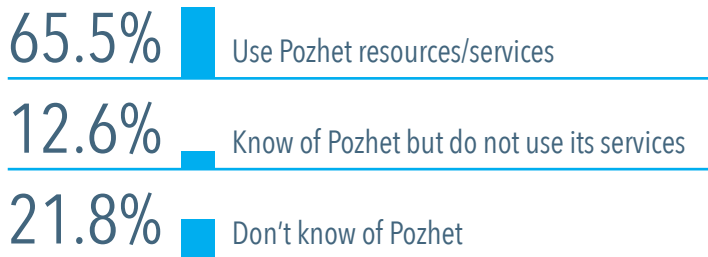 65.5% Use Pozhet resources/services
12.6% Know of Pozhet but do not use its services
21.8% Don’t know of Pozhet